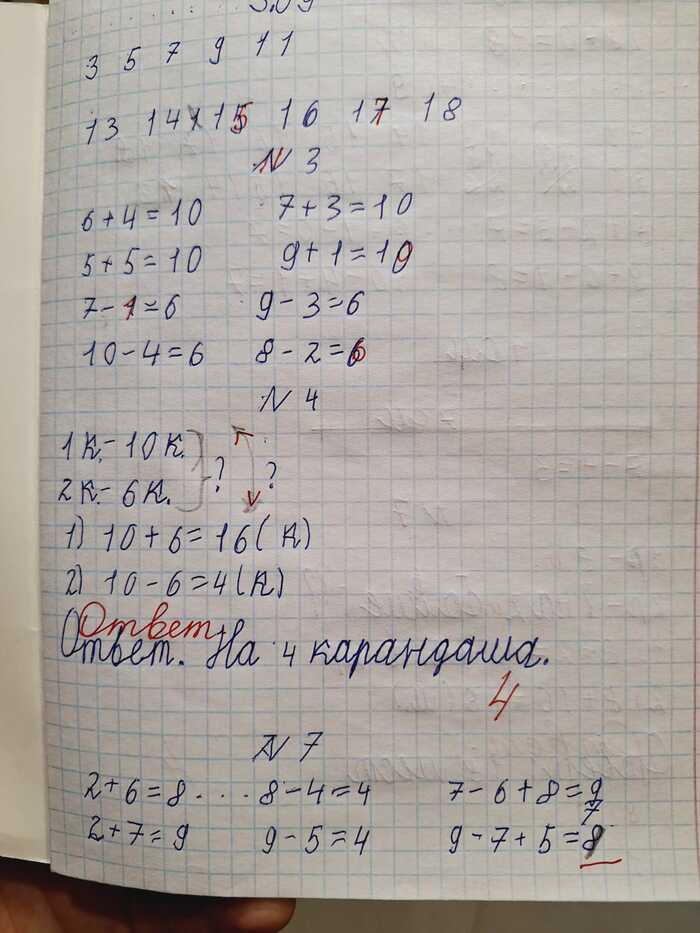 3 5 7 9 11
13 14 15 16 17 18
N 3
6+4=10 7+3=10
5+5=10 9+1=10
7-1=6 9-3=6
10-4=6 8-2=6
N 4
1 к.- 10 к.
2 к.- 6 к. } ? ?
1) 10+6=16(к)
2) 10-6=4(к)
Ответ
Ответ. На 4 карандаша.
4
N 7
2+6=8 . . . 8-4=4 7-6+8=9
7
2+7=9 9-5=4 9-7+5=8